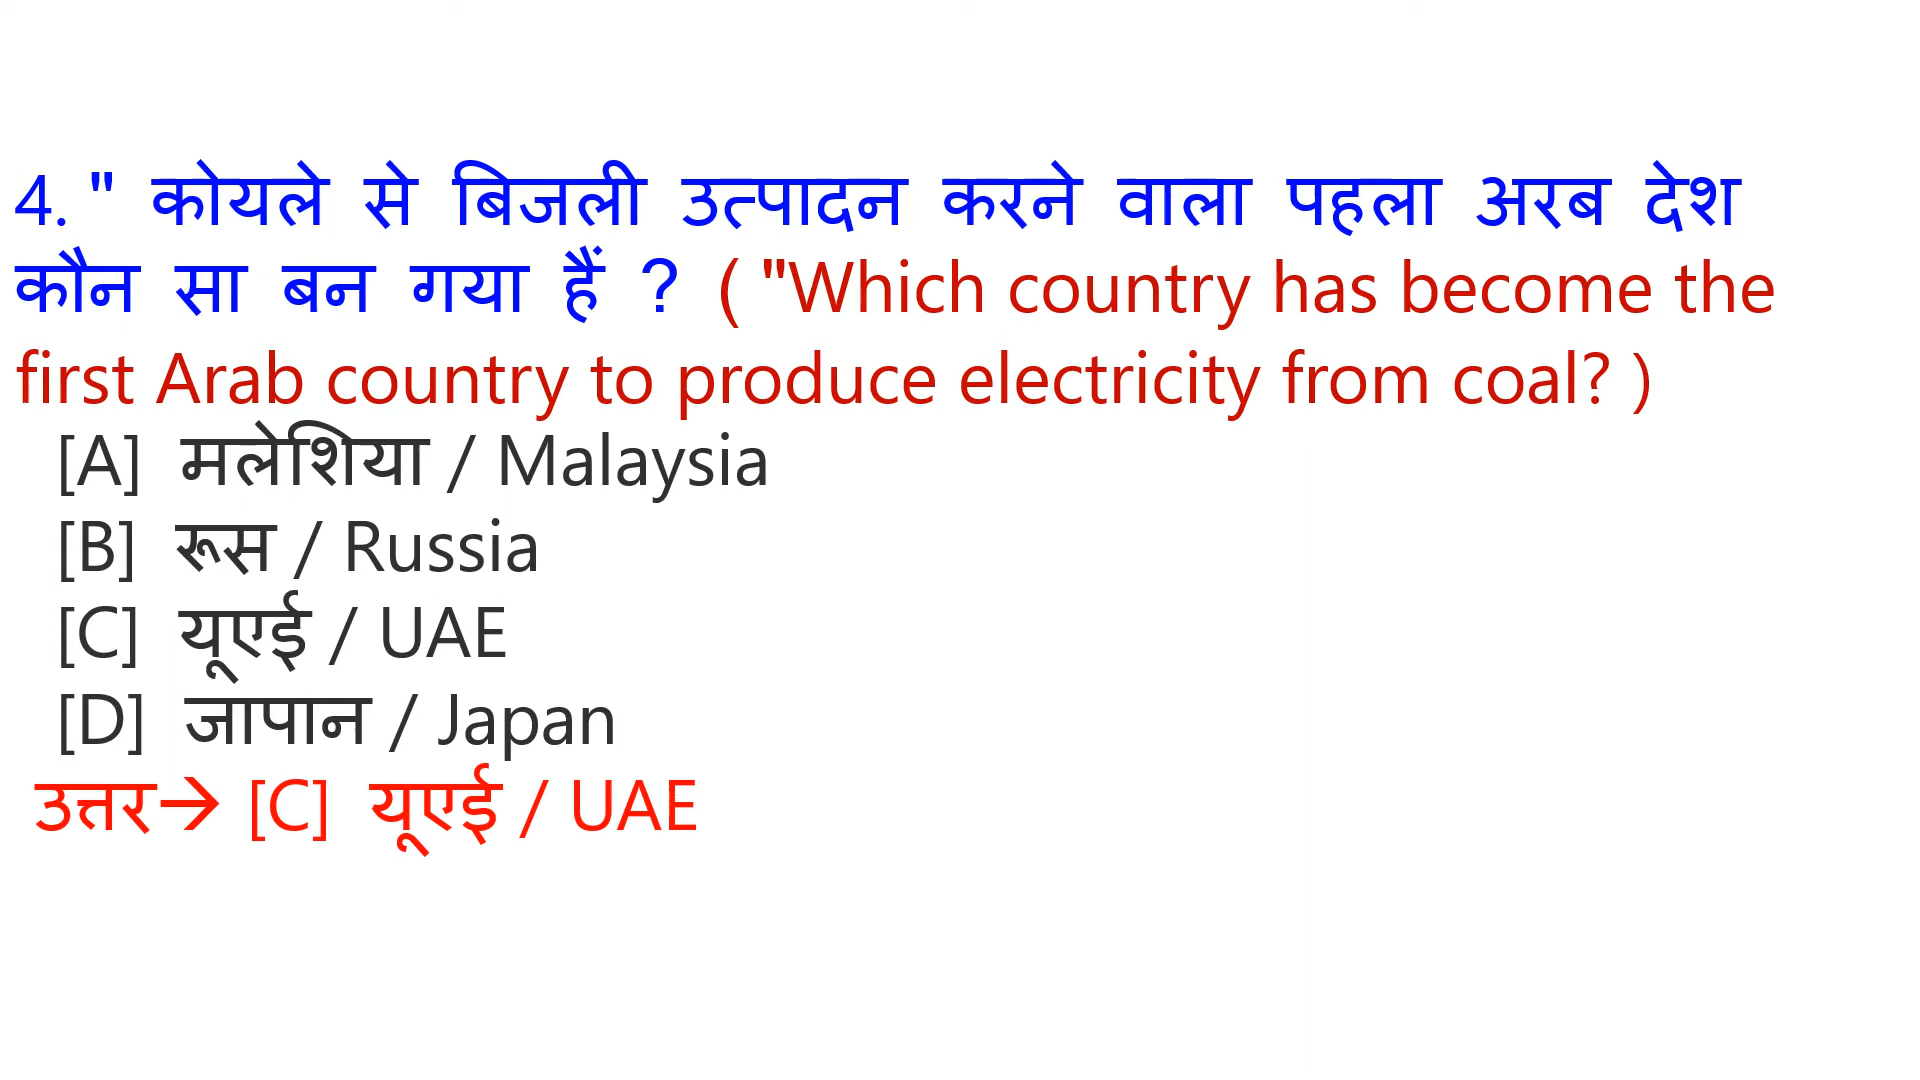 4. " कोयले से बिजली उत्पादन करने वाला पहला अरब देश
कौन सा बन गया हैं ? ( "Which country has become the
first Arab country to produce electricity from coal? )
[A] मलेशिया / Malaysia
[B] रूस / Russia
[C] यूएई / UAE
[D] जापान / Japan
उत्तर→ [C] यूएई / UAE